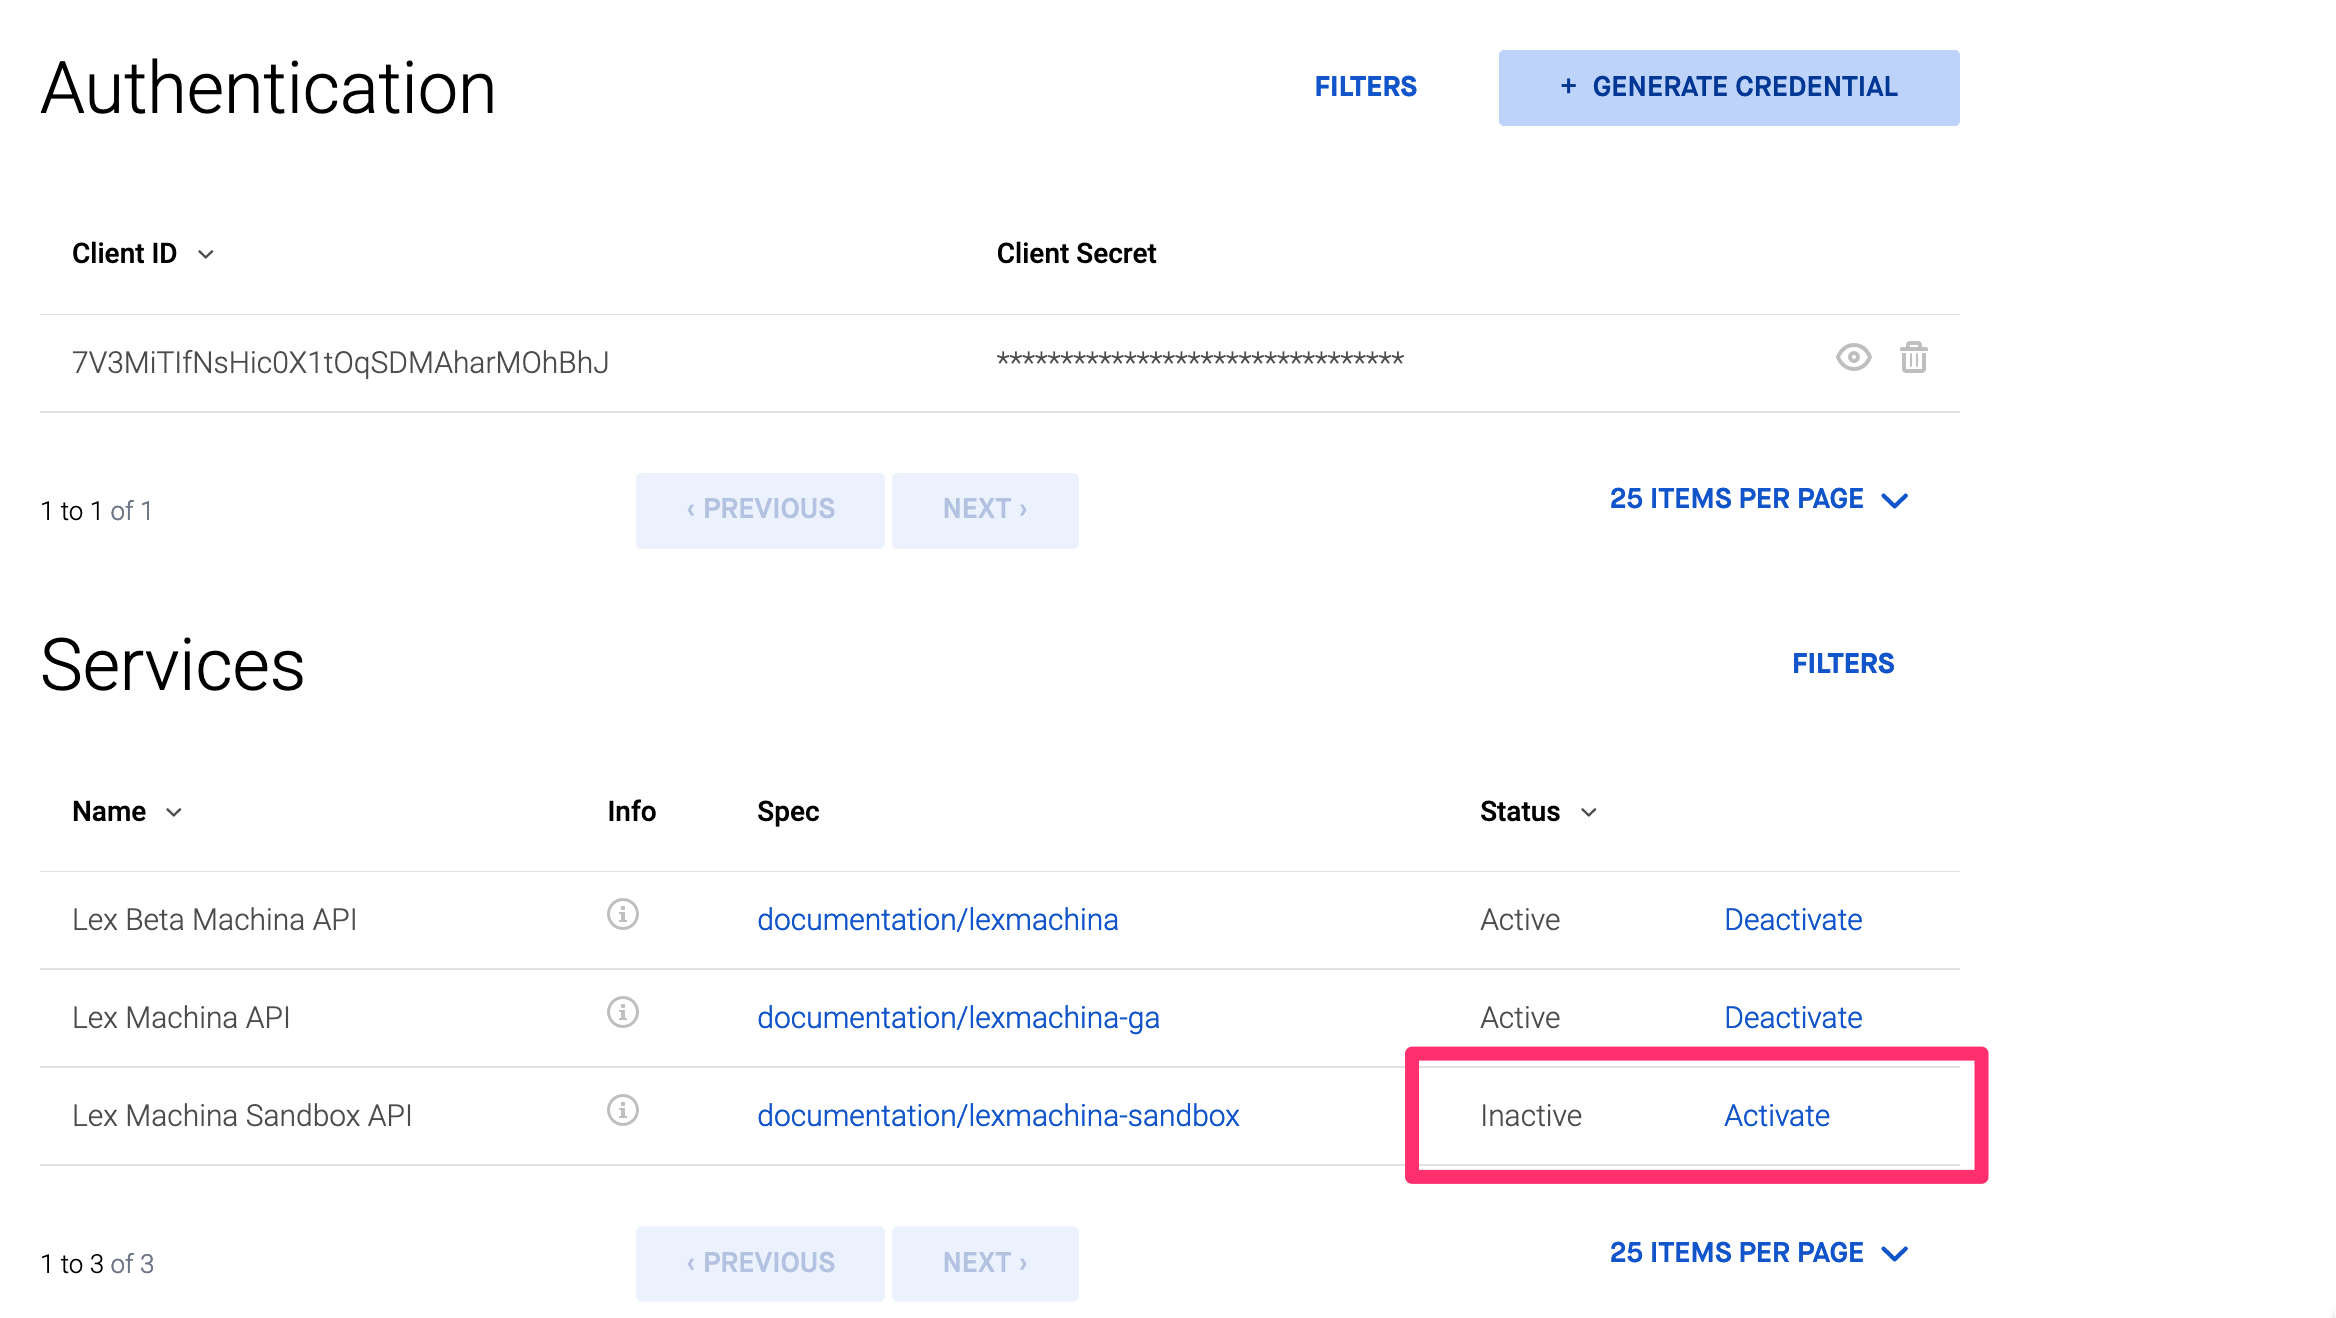 Authentication FILTERS + GENERATE CREDENTIAL
Client ID Client Secret
7V3MiTIfNsHic0X1tOqSDMAharMOhBhJ ********************************
1 to 1 of 1 ‹ PREVIOUS NEXT › 25 ITEMS PER PAGE
Services FILTERS
Name Info Spec Status
Lex Beta Machina API documentation/lexmachina Active Deactivate
Lex Machina API documentation/lexmachina-ga Active Deactivate
Lex Machina Sandbox API documentation/lexmachina-sandbox Inactive Activate
1 to 3 of 3 ‹ PREVIOUS NEXT › 25 ITEMS PER PAGE